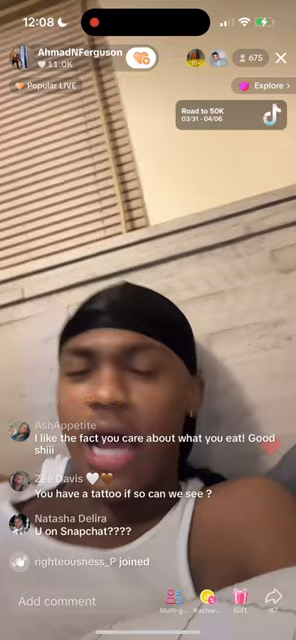 12:08
AhmadNFerguson
11.0K
675
Popular LIVE
Explore >
Road to 50K
03/31 - 04/06
AshAppetite
I like the fact you care about what you eat! Good shiii
Zee Davis 🤍🤎
You have a tattoo if so can we see ?
Natasha Delira
U on Snapchat????
righteousness_P joined
Add comment
Multi-g...
Rechar...
Gift
47